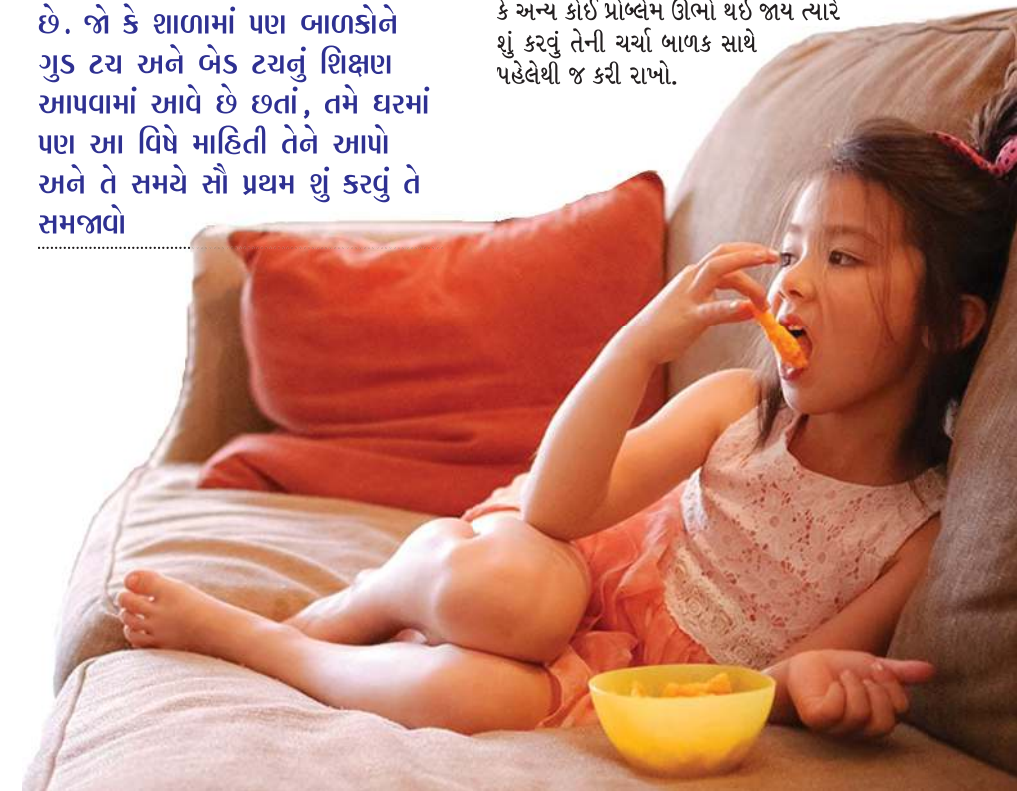 છે. જો કે શાળામાં પણ બાળકોને
ગુડ ટચ અને બેડ ટચનું શિક્ષણ
આપવામાં આવે છે છતાં, તમે ઘરમાં
પણ આ વિષે માહિતી તેને આપો
અને તે સમયે સૌ પ્રથમ શું કરવું તે
સમજાવો
કે અન્ય કોઈ પ્રોબ્લેમ ઊભો થઈ જાય ત્યારે
શું કરવું તેની ચર્ચા બાળક સાથે
પહેલેથી જ કરી રાખો.